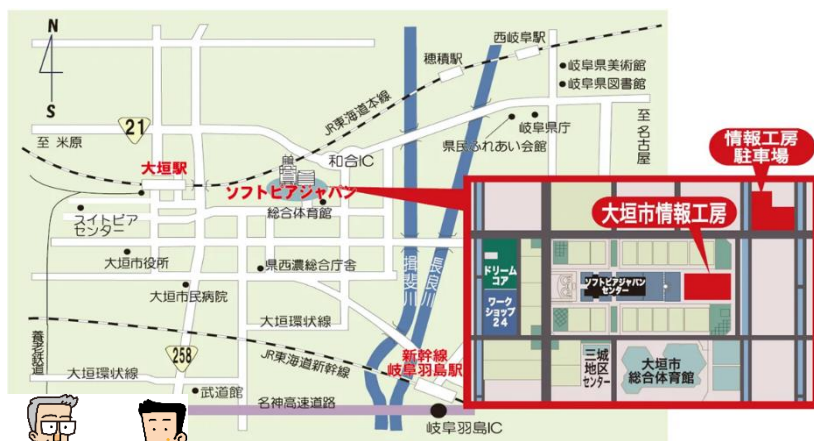 N
S
21
至 米原
大垣駅
スイトピア
センター
大垣市役所
大垣市民病院
養老鉄道
大垣環状線
258
武道館
JR東海道本線
穂積駅
西岐阜駅
岐阜県美術館
岐阜県図書館
岐阜県庁
県民ふれあい会館
至 名古屋
和合IC
ソフトピアジャパン
総合体育館
県西濃総合庁舎
大垣環状線
揖斐川
長良川
JR東海道新幹線
新幹線
岐阜羽島駅
名神高速道路
岐阜羽島IC
情報工房
駐車場
大垣市情報工房
ドリーム
コア
ワーク
ショップ
24
ソフトピアジャパン
センター
三城
地区
センター
大垣市
総合体育館